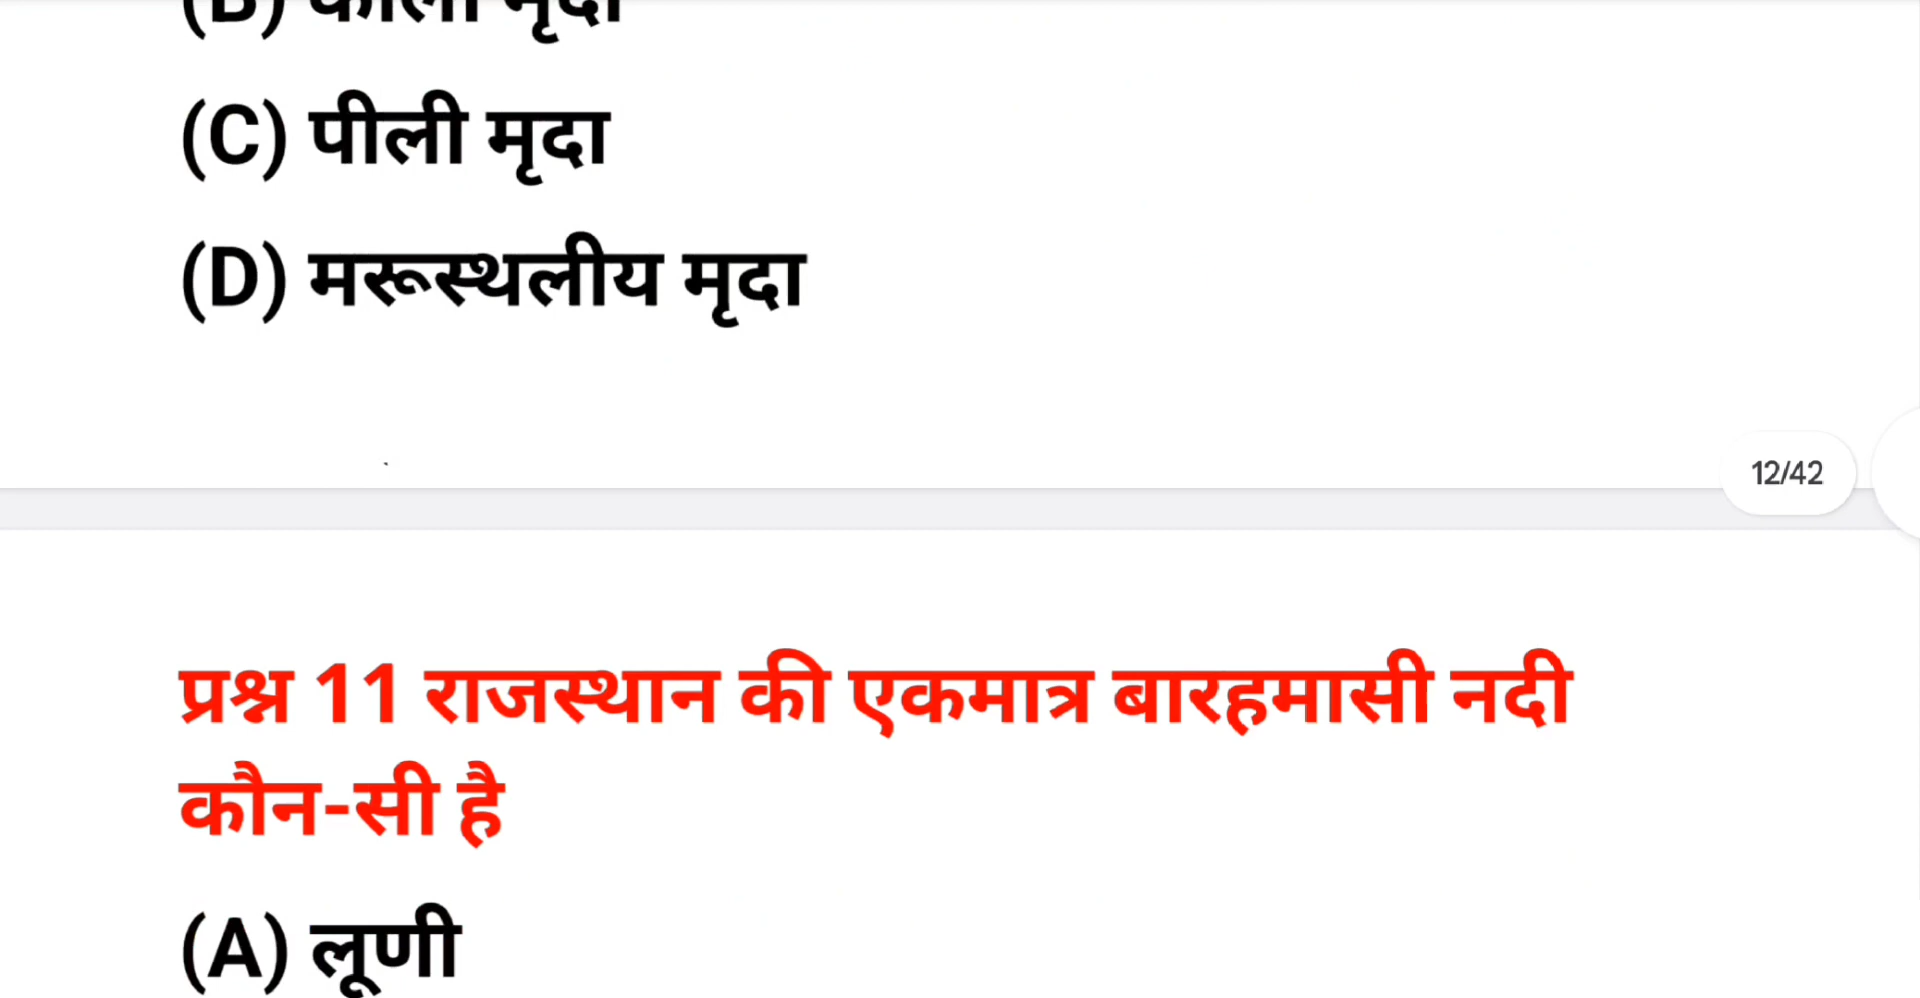 (C) पीली मृदा
(D) मरूस्थलीय मृदा
12/42
प्रश्न 11 राजस्थान की एकमात्र बारहमासी नदी
कौन-सी है
(A) लूणी